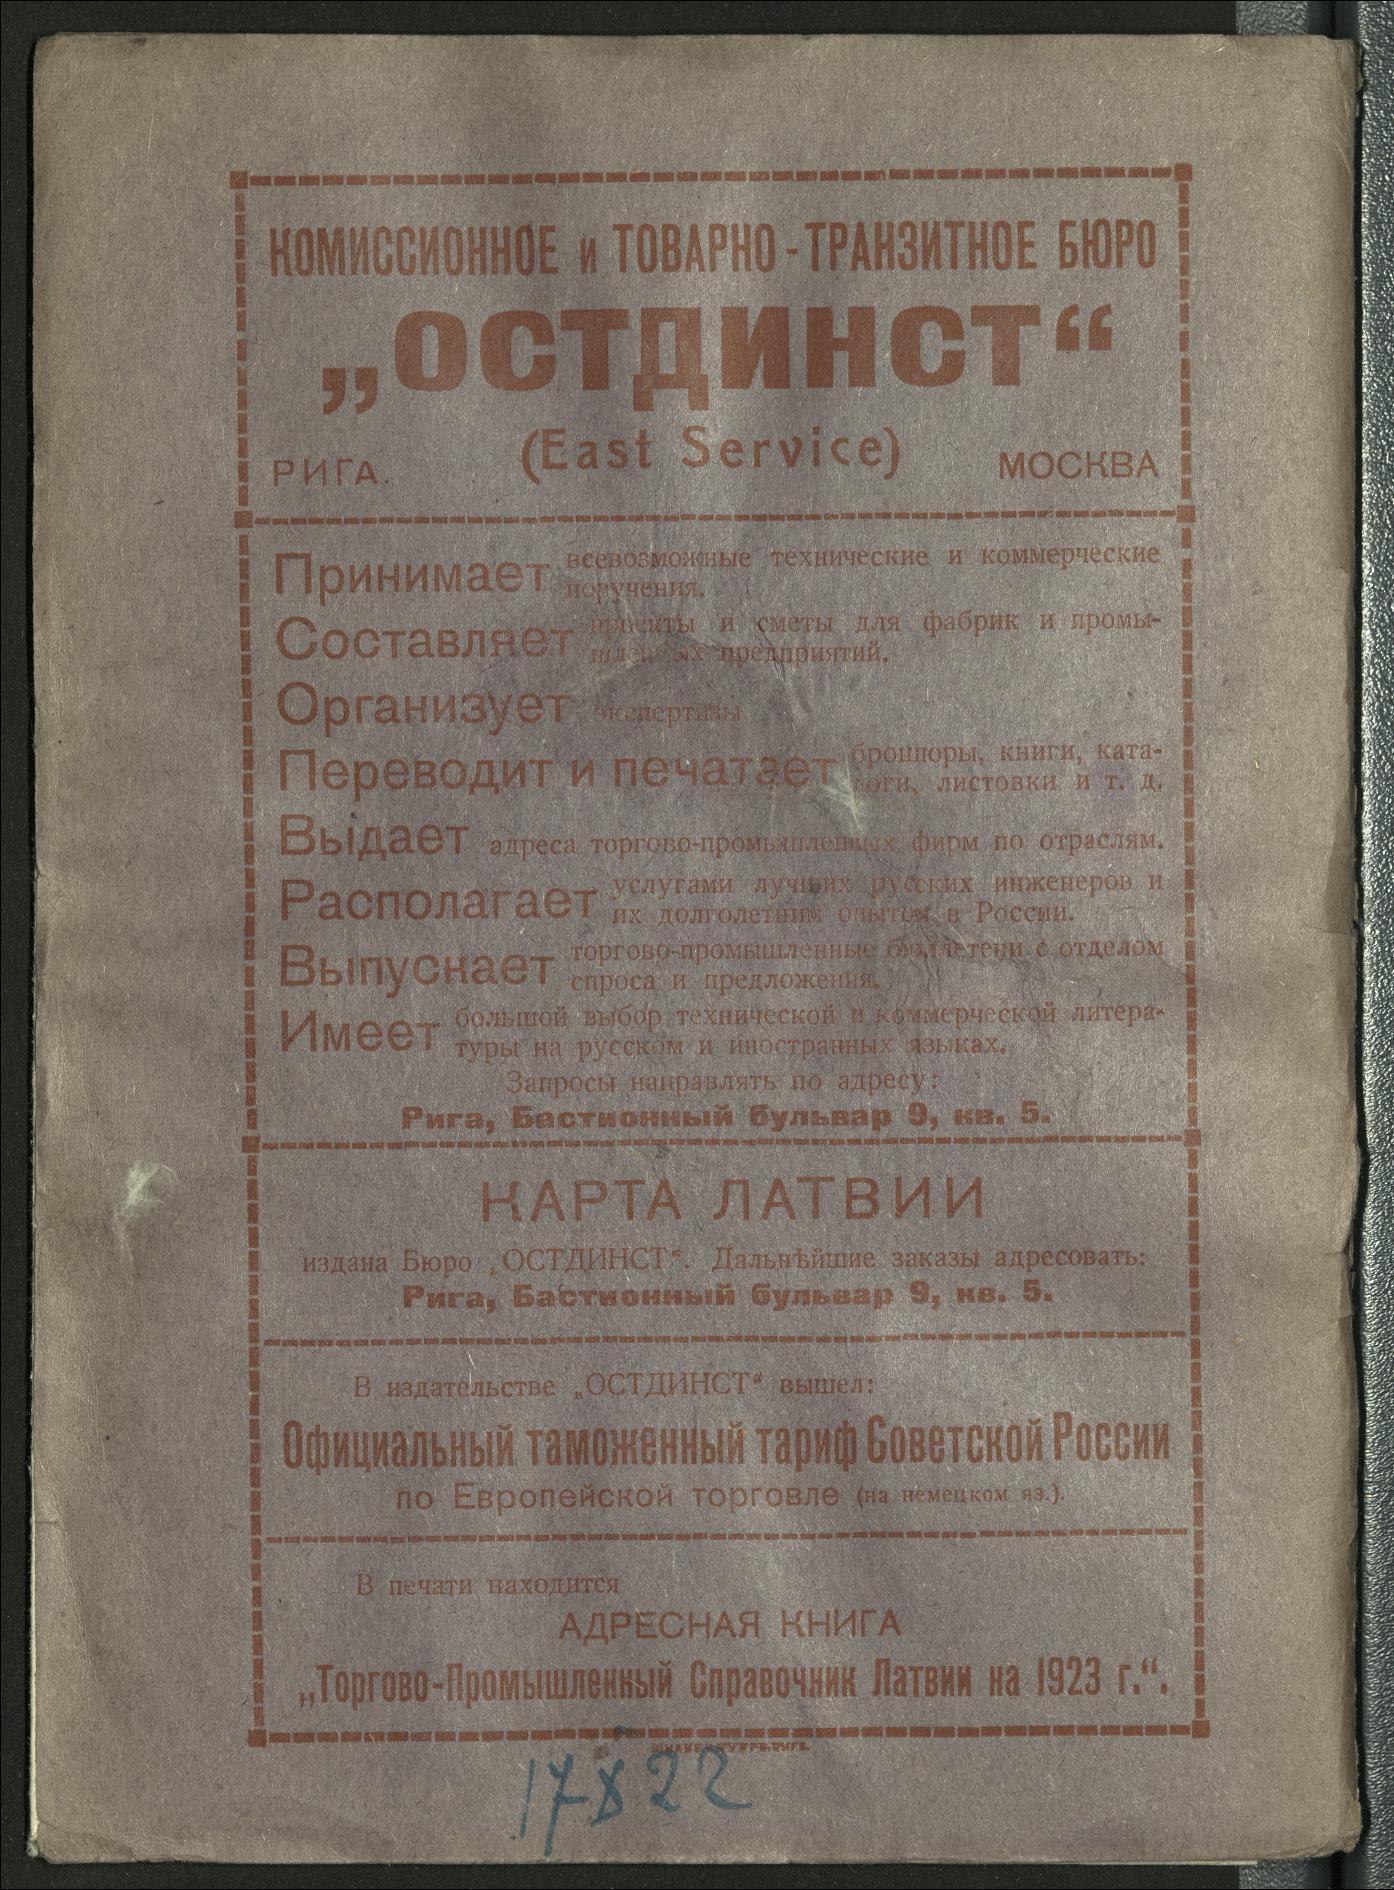 КОМИССИОННОЕ и ТОВАРНО-ТРАНЗИТНОЕ БЮРО
„ОСТДИНСТ“
(East Service)
РИГА. МОСКВА
Принимает всевозможные технические и коммерческие
поручения.
Составляет проекты и сметы для фабрик и промы-
шленных предприятий.
Организует экспертизы
Переводит и печатает брошюры, книги, ката-
логи, листовки и т. д.
Выдает адреса торгово-промышленных фирм по отраслям.
Располагает услугами лучших русских инженеров и
их долголетним опытом в России.
Выпускает торгово-промышленные бюллетени с отделом
спроса и предложения.
Имеет большой выбор технической и коммерческой литера-
туры на русском и иностранных языках.
Запросы направлять по адресу:
Рига, Бастионный бульвар 9, кв. 5.
КАРТА ЛАТВИИ
издана Бюро „ОСТДИНСТ“. Дальнѣйшие заказы адресовать:
Рига, Бастионный бульвар 9, кв. 5.
В издательстве „ОСТДИНСТ“ вышел:
Официальный таможенный тариф Советской России
по Европейской торговле (на немецком яз.).
В печати находится
АДРЕСНАЯ КНИГА
„Торгово-Промышленный Справочник Латвии на 1923 г.“.
17 X 22